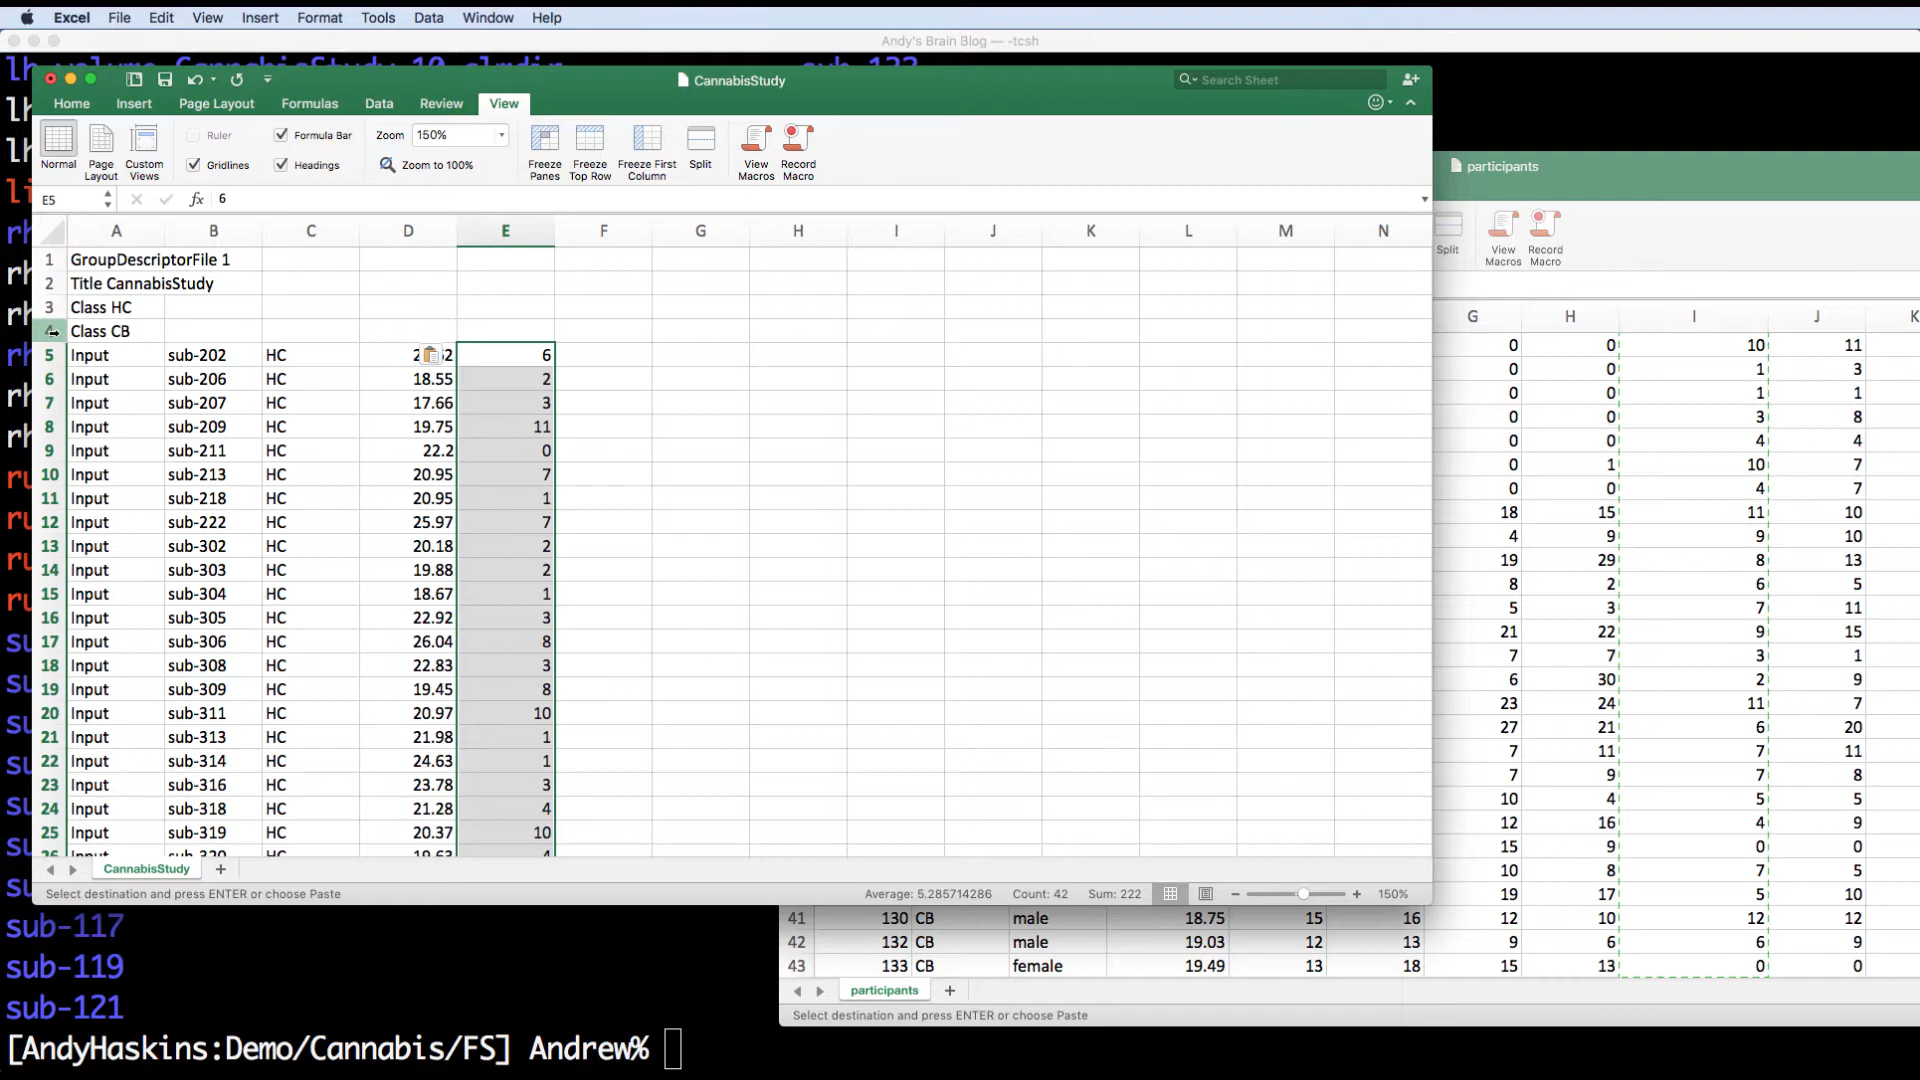 Excel File Edit View Insert Format Tools Data Window Help
Andy's Brain Blog — -tcsh
CannabisStudy
Search Sheet
Home Insert Page Layout Formulas Data Review View
Normal Page Layout Custom Views
Ruler Formula Bar
Gridlines Headings
Zoom 150%
Zoom to 100%
Freeze Panes Freeze Top Row Freeze First Column Split View Macros Record Macro
E5 fx 6
A B C D E F G H I J K L M N
1 GroupDescriptorFile 1
2 Title CannabisStudy
3 Class HC
4 Class CB
5 Input sub-202 HC 6
6 Input sub-206 HC 18.55 2
7 Input sub-207 HC 17.66 3
8 Input sub-209 HC 19.75 11
9 Input sub-211 HC 22.2 0
10 Input sub-213 HC 20.95 7
11 Input sub-218 HC 20.95 1
12 Input sub-222 HC 25.97 7
13 Input sub-302 HC 20.18 2
14 Input sub-303 HC 19.88 2
15 Input sub-304 HC 18.67 1
16 Input sub-305 HC 22.92 3
17 Input sub-306 HC 26.04 8
18 Input sub-308 HC 22.83 3
19 Input sub-309 HC 19.45 8
20 Input sub-311 HC 20.97 10
21 Input sub-313 HC 21.98 1
22 Input sub-314 HC 24.63 1
23 Input sub-316 HC 23.78 3
24 Input sub-318 HC 21.28 4
25 Input sub-319 HC 20.37 10
CannabisStudy
Select destination and press ENTER or choose Paste Average: 5.285714286 Count: 42 Sum: 222 150%
participants
Split View Macros Record Macro
G H I J K
0 0 10 11
0 0 1 3
0 0 1 1
0 0 3 8
0 0 4 4
0 1 10 7
0 0 4 7
18 15 11 10
4 9 9 10
19 29 8 13
8 2 6 5
5 3 7 11
21 22 9 15
7 7 3 1
6 30 2 9
23 24 11 7
27 21 6 20
7 11 7 11
7 9 7 8
10 4 5 5
12 16 4 9
15 9 0 0
10 8 7 5
19 17 5 10
41 130 CB male 18.75 15 16 12 10 12 12
42 132 CB male 19.03 12 13 9 6 6 9
43 133 CB female 19.49 13 18 15 13 0 0
participants
Select destination and press ENTER or choose Paste
sub-117
sub-119
sub-121
[AndyHaskins:Demo/Cannabis/FS] Andrew%